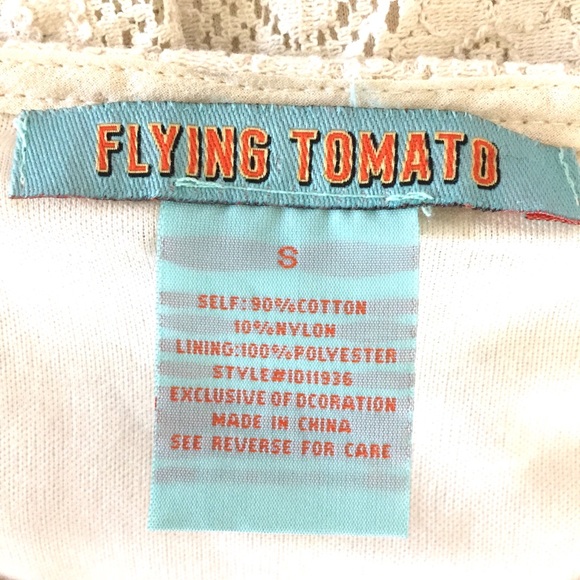 FLYING TOMATO
S
SELF: 90%COTTON
10%NYLON
LINING:100%POLYESTER
STYLE#ID11936
EXCLUSIVE OF DCORATION
MADE IN CHINA
SEE REVERSE FOR CARE